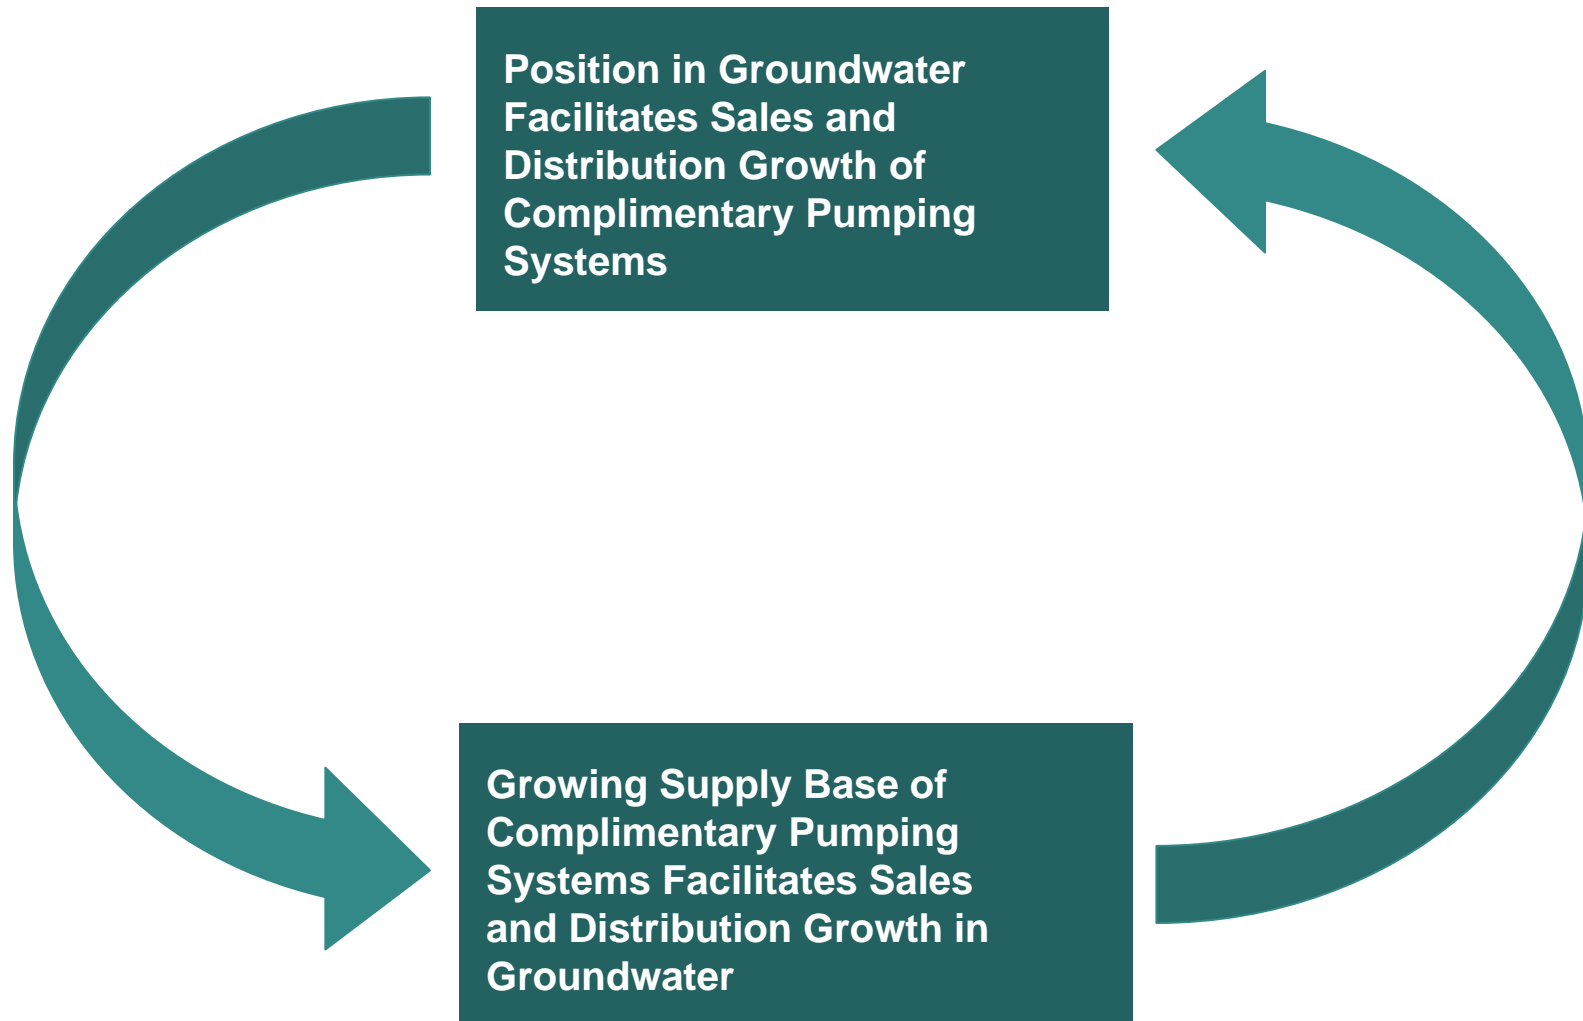 Position in Groundwater
Facilitates Sales and
Distribution Growth of
Complimentary Pumping
Systems
Growing Supply Base of
Complimentary Pumping
Systems Facilitates Sales
and Distribution Growth in
Groundwater